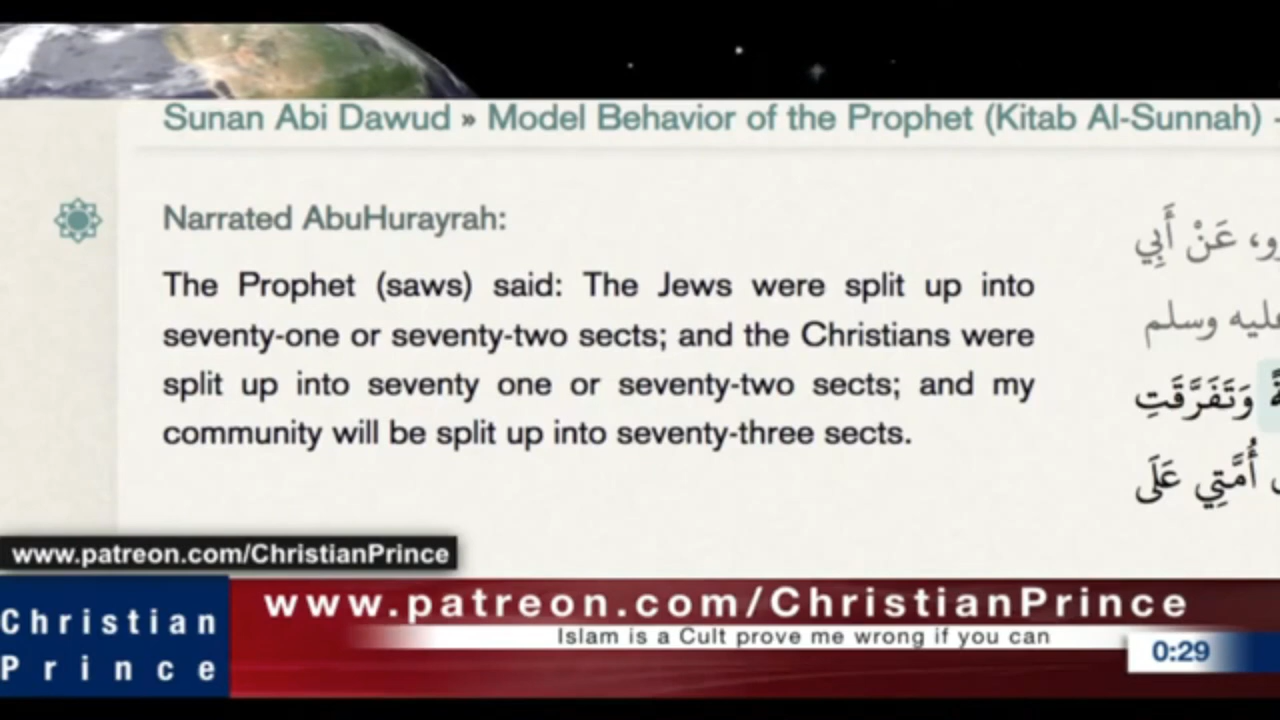 Sunan Abi Dawud » Model Behavior of the Prophet (Kitab Al-Sunnah) -
Narrated AbuHurayrah:
The Prophet (saws) said: The Jews were split up into
seventy-one or seventy-two sects; and the Christians were
split up into seventy one or seventy-two sects; and my
community will be split up into seventy-three sects.
عَنْ أَبِي
عليه وسلم
وَتَفَرَّقَتِ
أُمَّتِي عَلَى
www.patreon.com/ChristianPrince
Christian
Prince
www.patreon.com/ChristianPrince
Islam is a Cult prove me wrong if you can
0:29